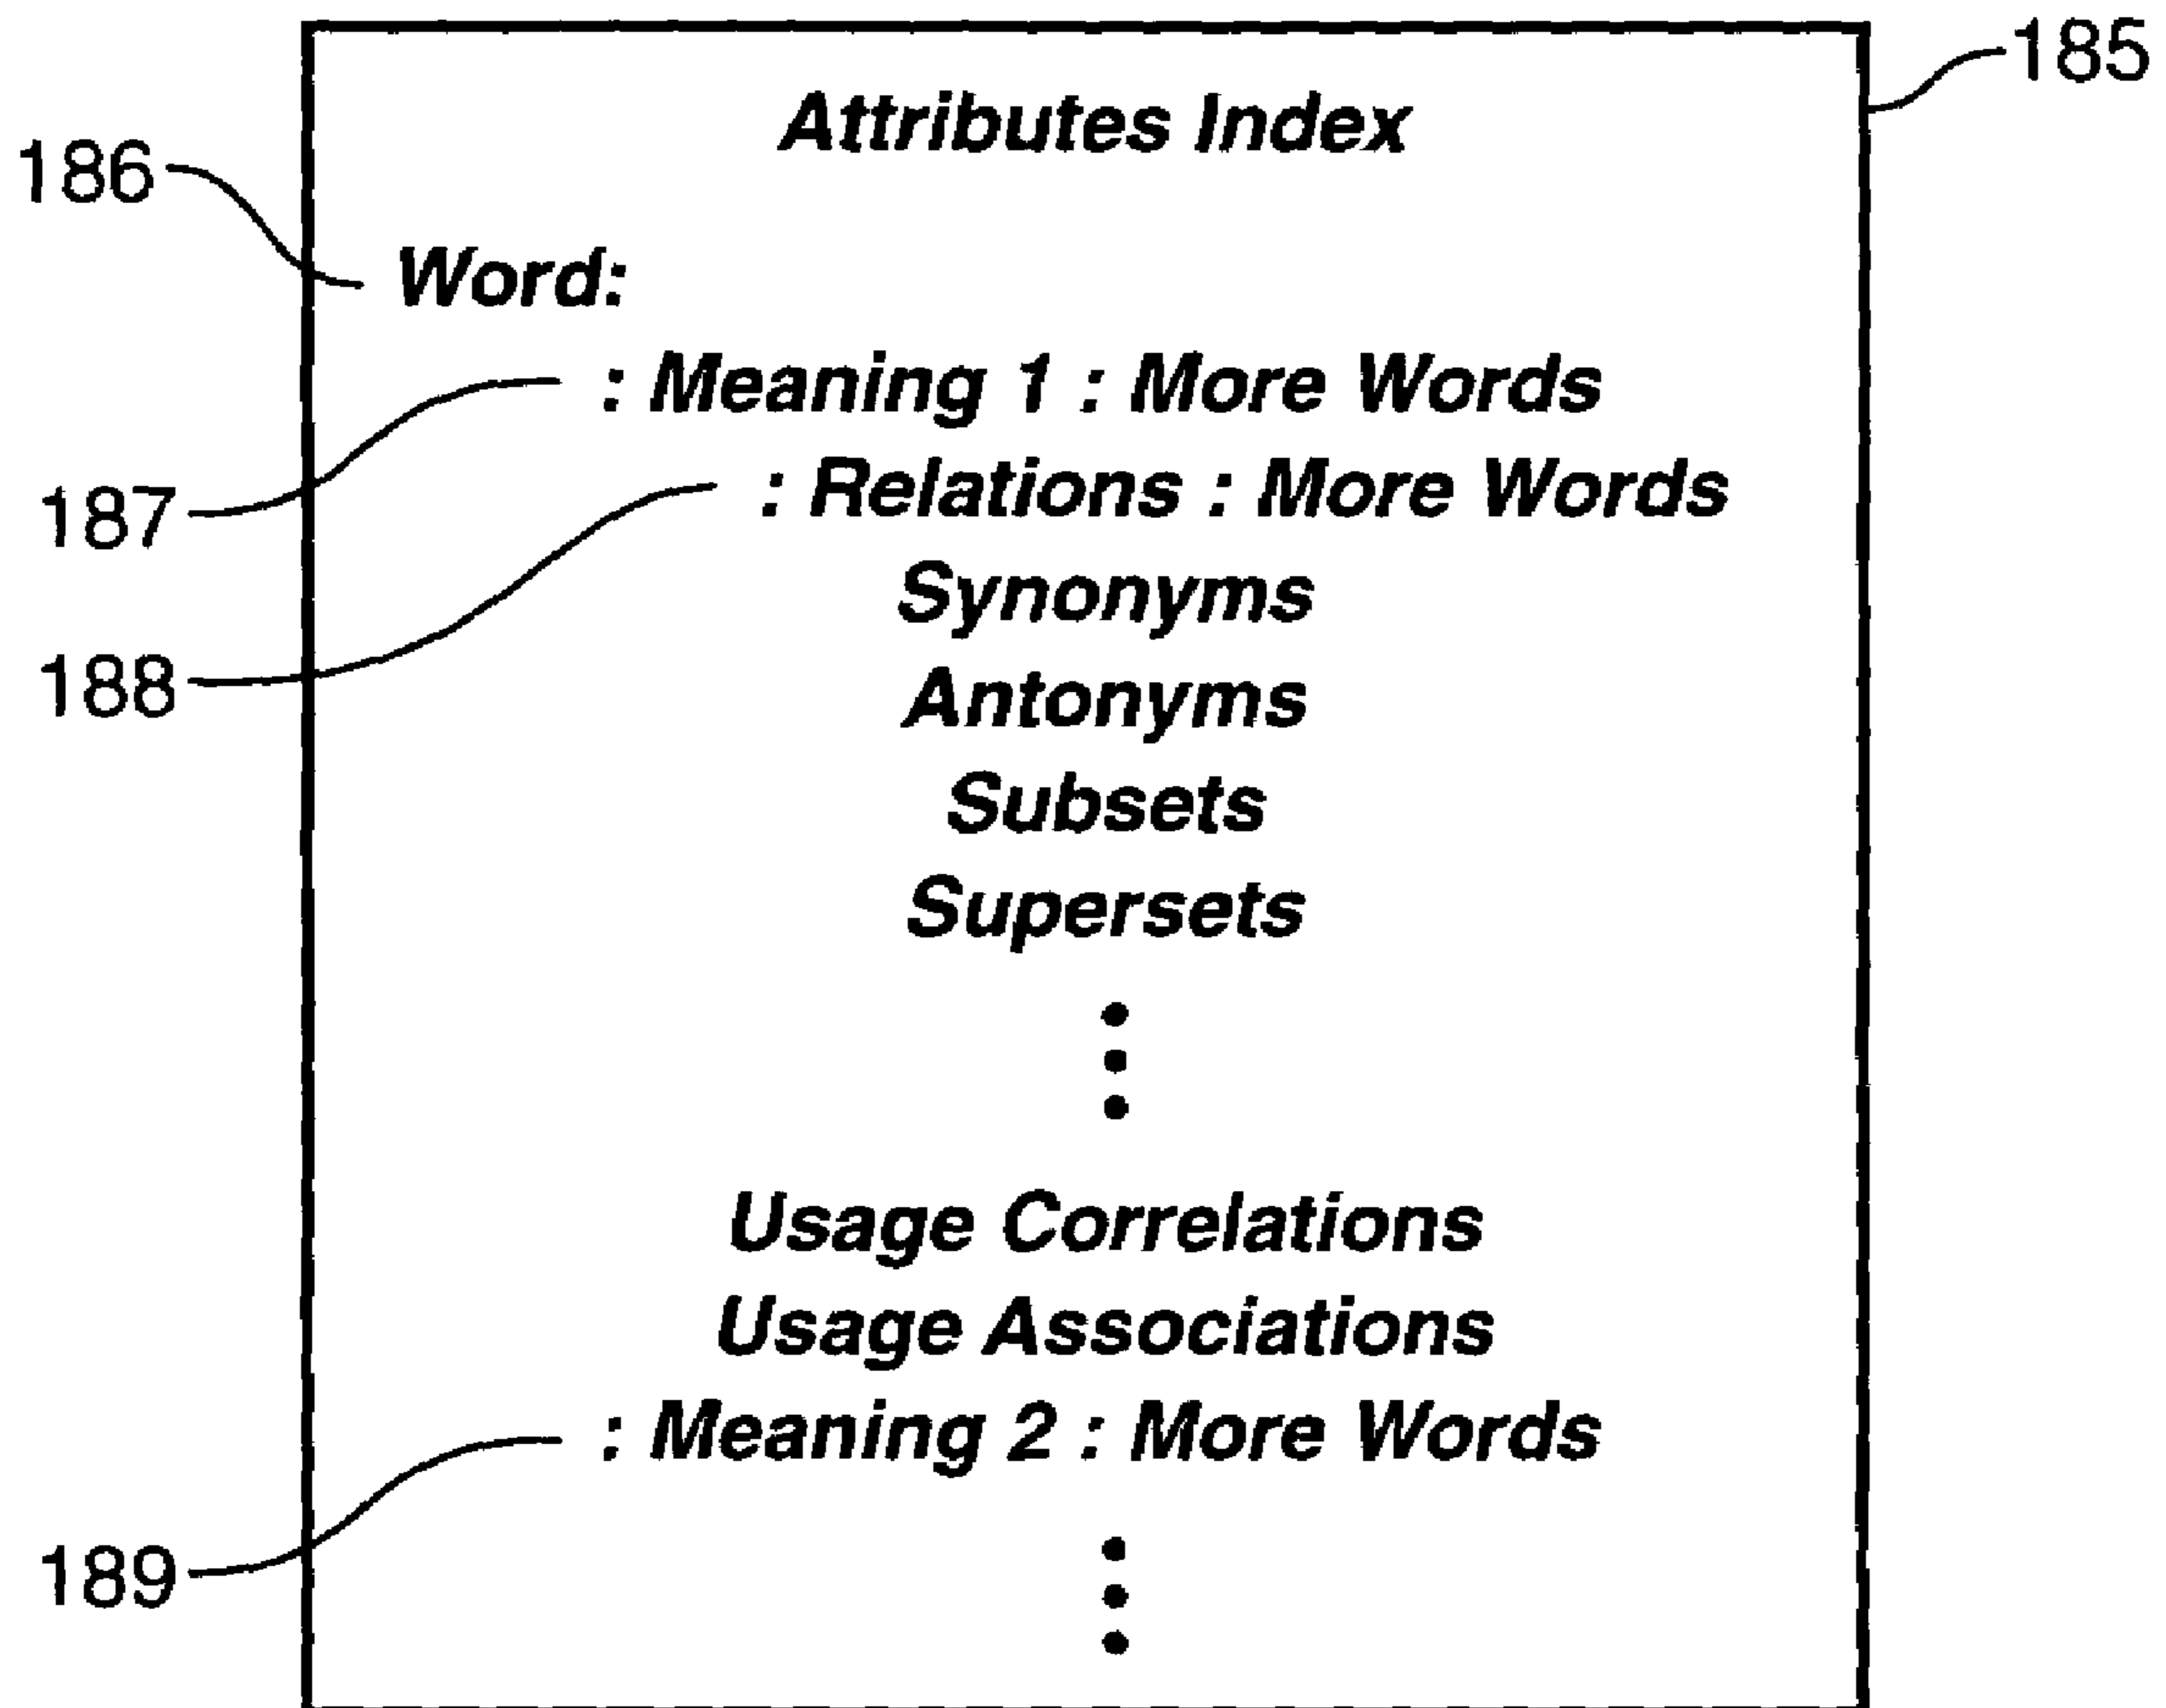 185
Attributes Index
186
Word:
: Meaning 1 : More Words
187
: Relations : More Words
188
Synonyms
Antonyms
Subsets
Supersets
Usage Correlations
Usage Associations
: Meaning 2 : More Words
189